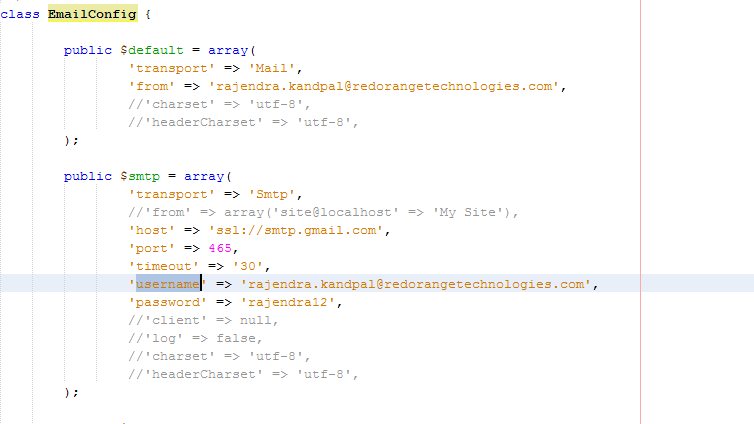 class EmailConfig {
public $default = array(
'transport' => 'Mail',
'from' => 'rajendra.kandpal@redorangetechnologies.com',
//'charset' => 'utf-8',
//'headerCharset' => 'utf-8',
);
public $smtp = array(
'transport' => 'Smtp',
//'from' => array('site@localhost' => 'My Site'),
'host' => 'ssl://smtp.gmail.com',
'port' => 465,
'timeout' => '30',
'username' => 'rajendra.kandpal@redorangetechnologies.com',
'password' => 'rajendra12',
//'client' => null,
//'log' => false,
//'charset' => 'utf-8',
//'headerCharset' => 'utf-8',
);